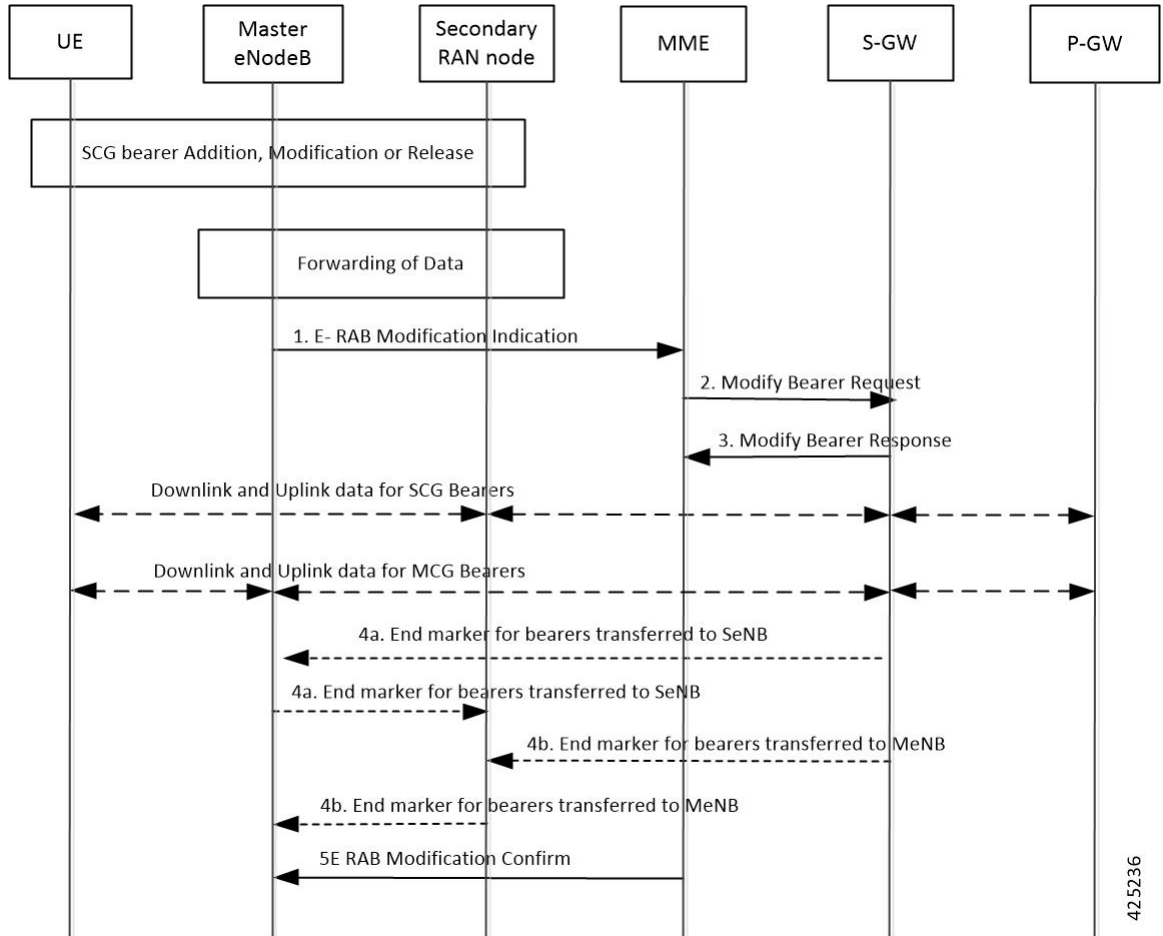 UE
Master
eNodeB
Secondary
RAN node
MME
S-GW
P-GW
SCG bearer Addition, Modification or Release
Forwarding of Data
1. E- RAB Modification Indication
2. Modify Bearer Request
3. Modify Bearer Response
Downlink and Uplink data for SCG Bearers
Downlink and Uplink data for MCG Bearers
4a. End marker for bearers transferred to SeNB
4a. End marker for bearers transferred to SeNB
4b. End marker for bearers transferred to MeNB
4b. End marker for bearers transferred to MeNB
5E RAB Modification Confirm
425236